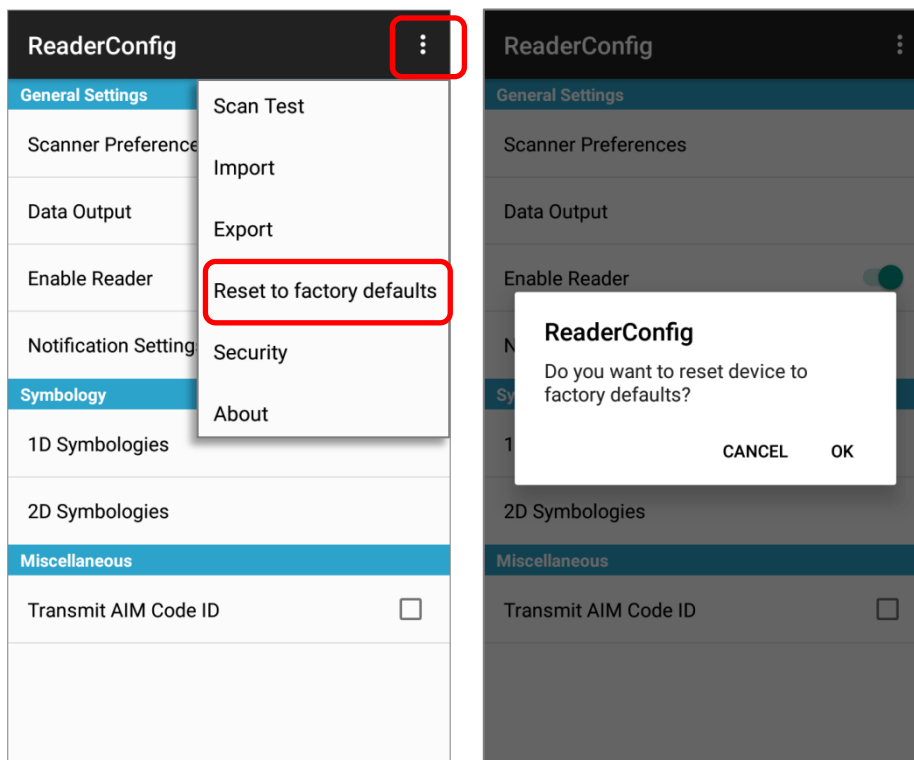 ReaderConfig
General Settings
Scanner Preference
Data Output
Enable Reader
Notification Setting
Symbology
1D Symbologies
2D Symbologies
Miscellaneous
Transmit AIM Code ID
Scan Test
Import
Export
Reset to factory defaults
Security
About
ReaderConfig
General Settings
Scanner Preferences
Data Output
Enable Reader
N
Sy
1
2D Symbologies
Miscellaneous
Transmit AIM Code ID
ReaderConfig
Do you want to reset device to
factory defaults?
CANCEL OK